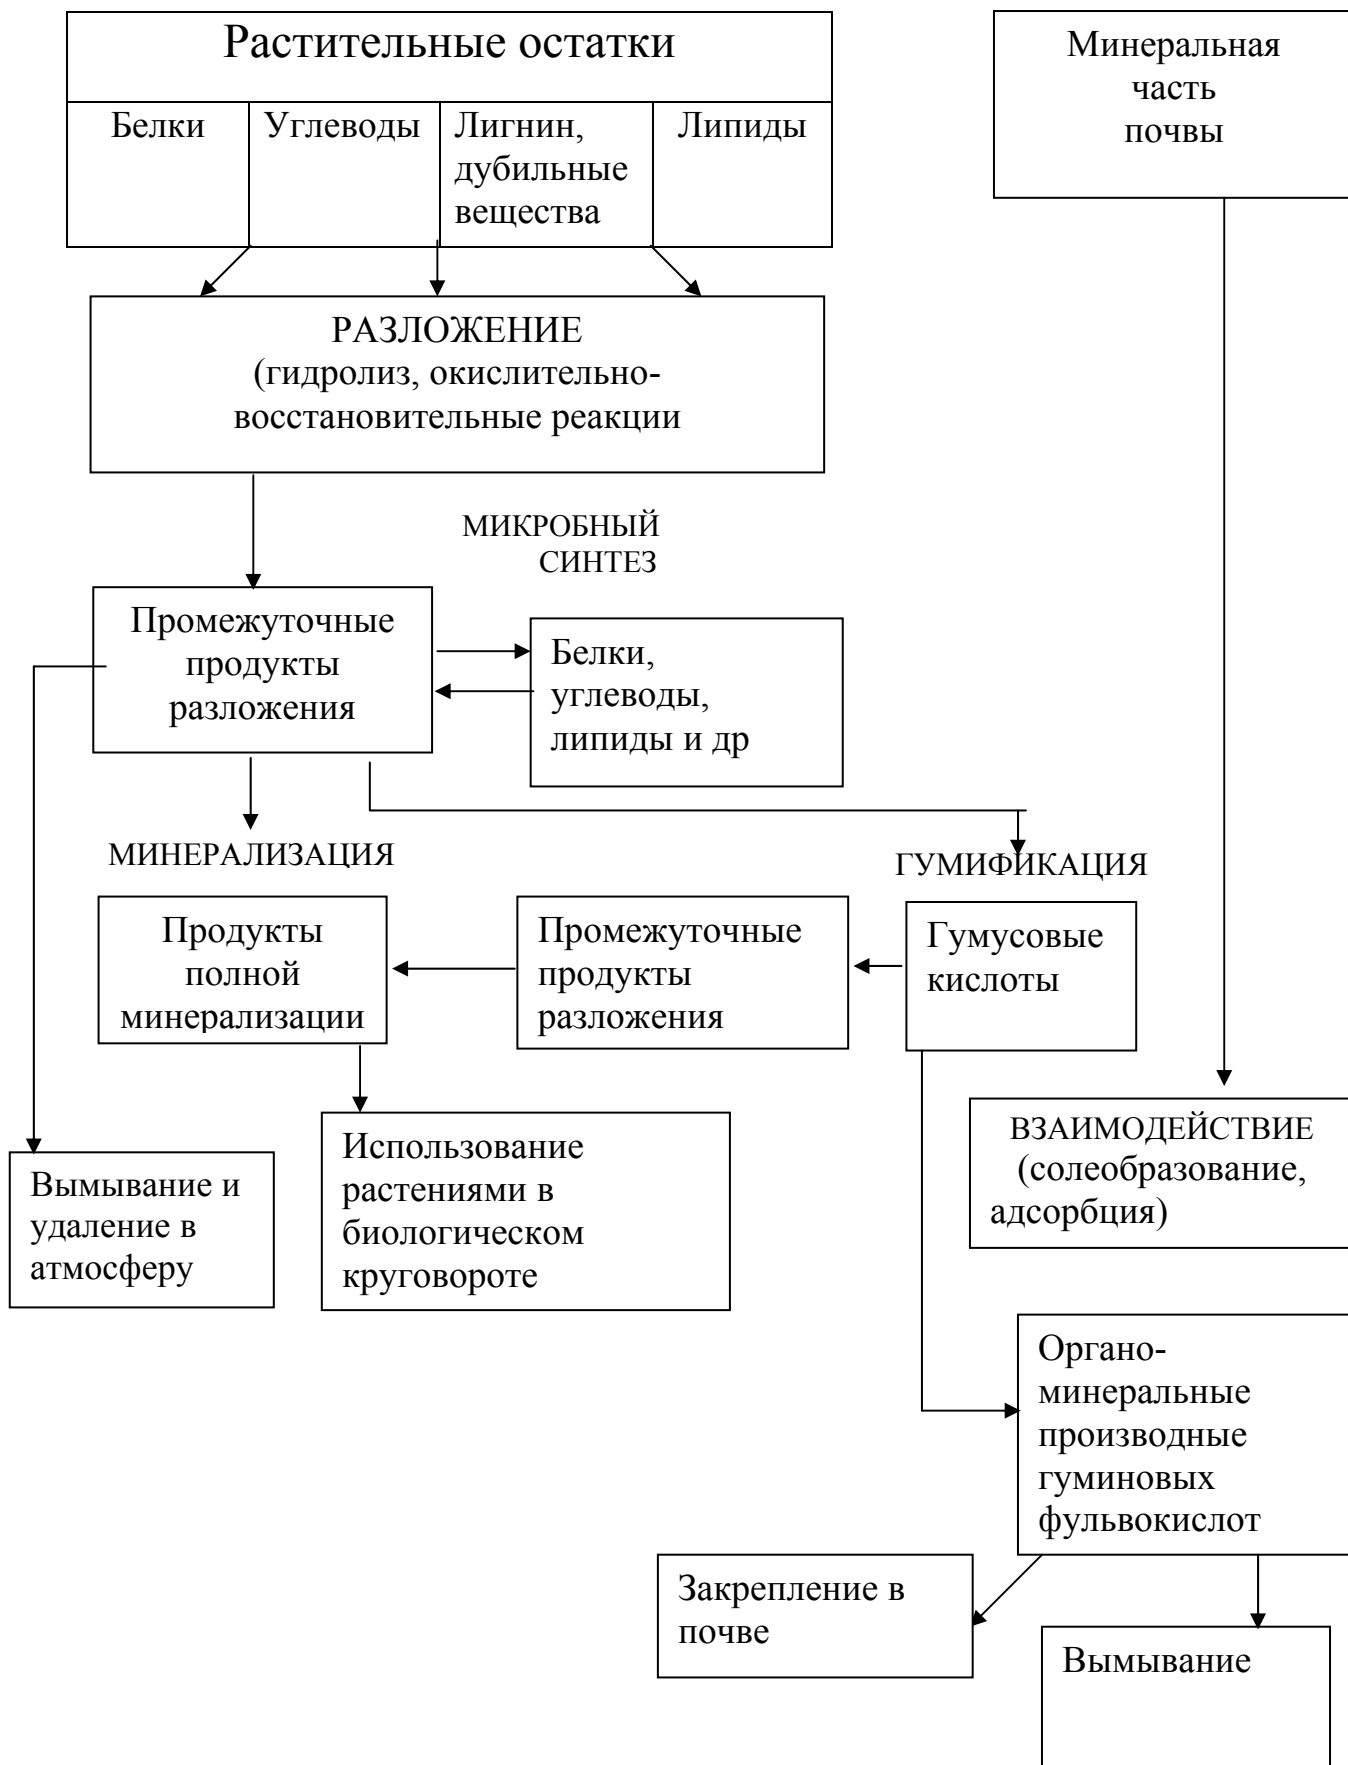 Растительные остатки
Белки
Углеводы
Лигнин,
дубильные
вещества
Липиды
Минеральная
часть
почвы
РАЗЛОЖЕНИЕ
(гидролиз, окислительно-
восстановительные реакции
МИКРОБНЫЙ
СИНТЕЗ
Промежуточные
продукты
разложения
Белки,
углеводы,
липиды и др
МИНЕРАЛИЗАЦИЯ
ГУМИФИКАЦИЯ
Продукты
полной
минерализации
Промежуточные
продукты
разложения
Гумусовые
кислоты
ВЗАИМОДЕЙСТВИЕ
(солеобразование,
адсорбция)
Вымывание и
удаление в
атмосферу
Использование
растениями в
биологическом
круговороте
Органо-
минеральные
производные
гуминовых
фульвокислот
Закрепление в
почве
Вымывание